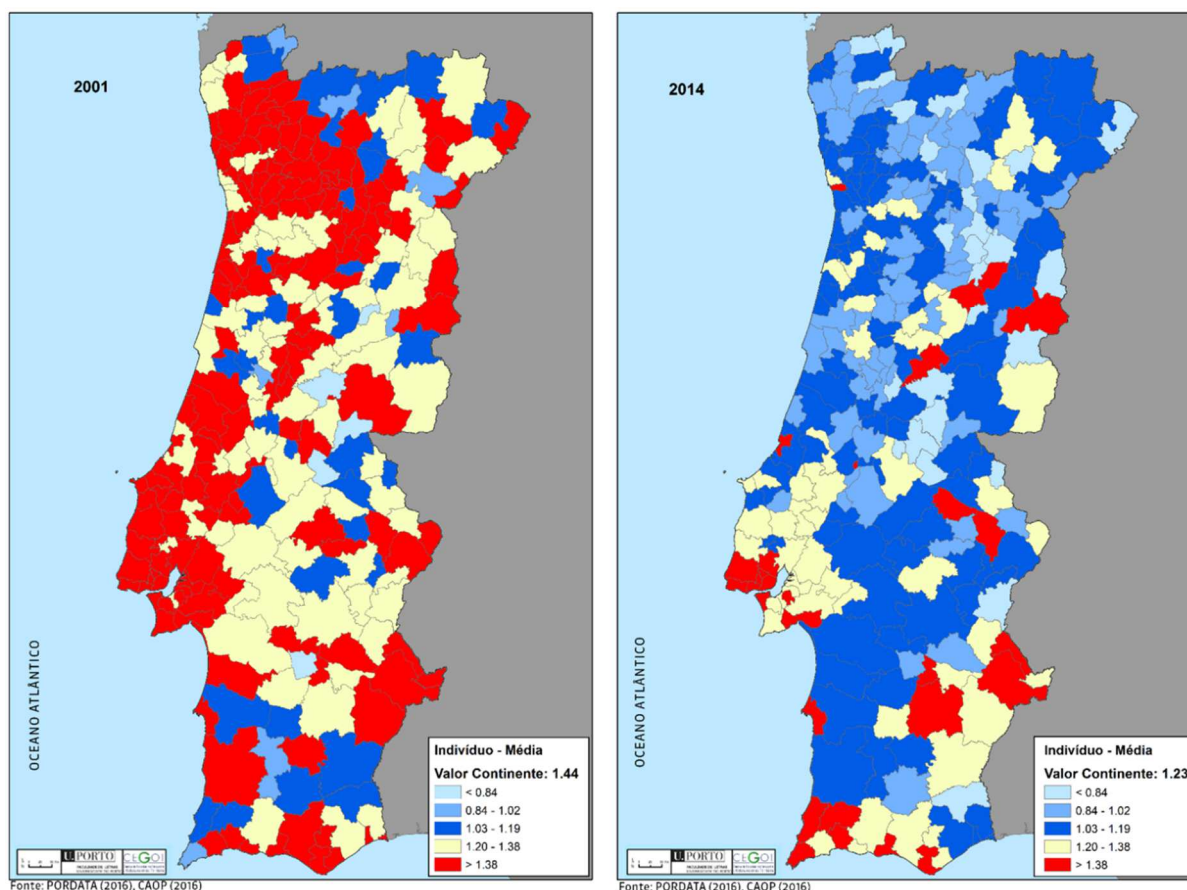 2001
OCEANO ATLÂNTICO
Indivíduo - Média
Valor Continente: 1.44
< 0.84
0.84 - 1.02
1.03 - 1.19
1.20 - 1.38
> 1.38
U. PORTO
CEGOT
Fonte: PORDATA (2016), CAOP (2016)
2014
OCEANO ATLÂNTICO
Indivíduo - Média
Valor Continente: 1.23
< 0.84
0.84 - 1.02
1.03 - 1.19
1.20 - 1.38
> 1.38
U. PORTO
CEGOT
Fonte: PORDATA (2016), CAOP (2016)